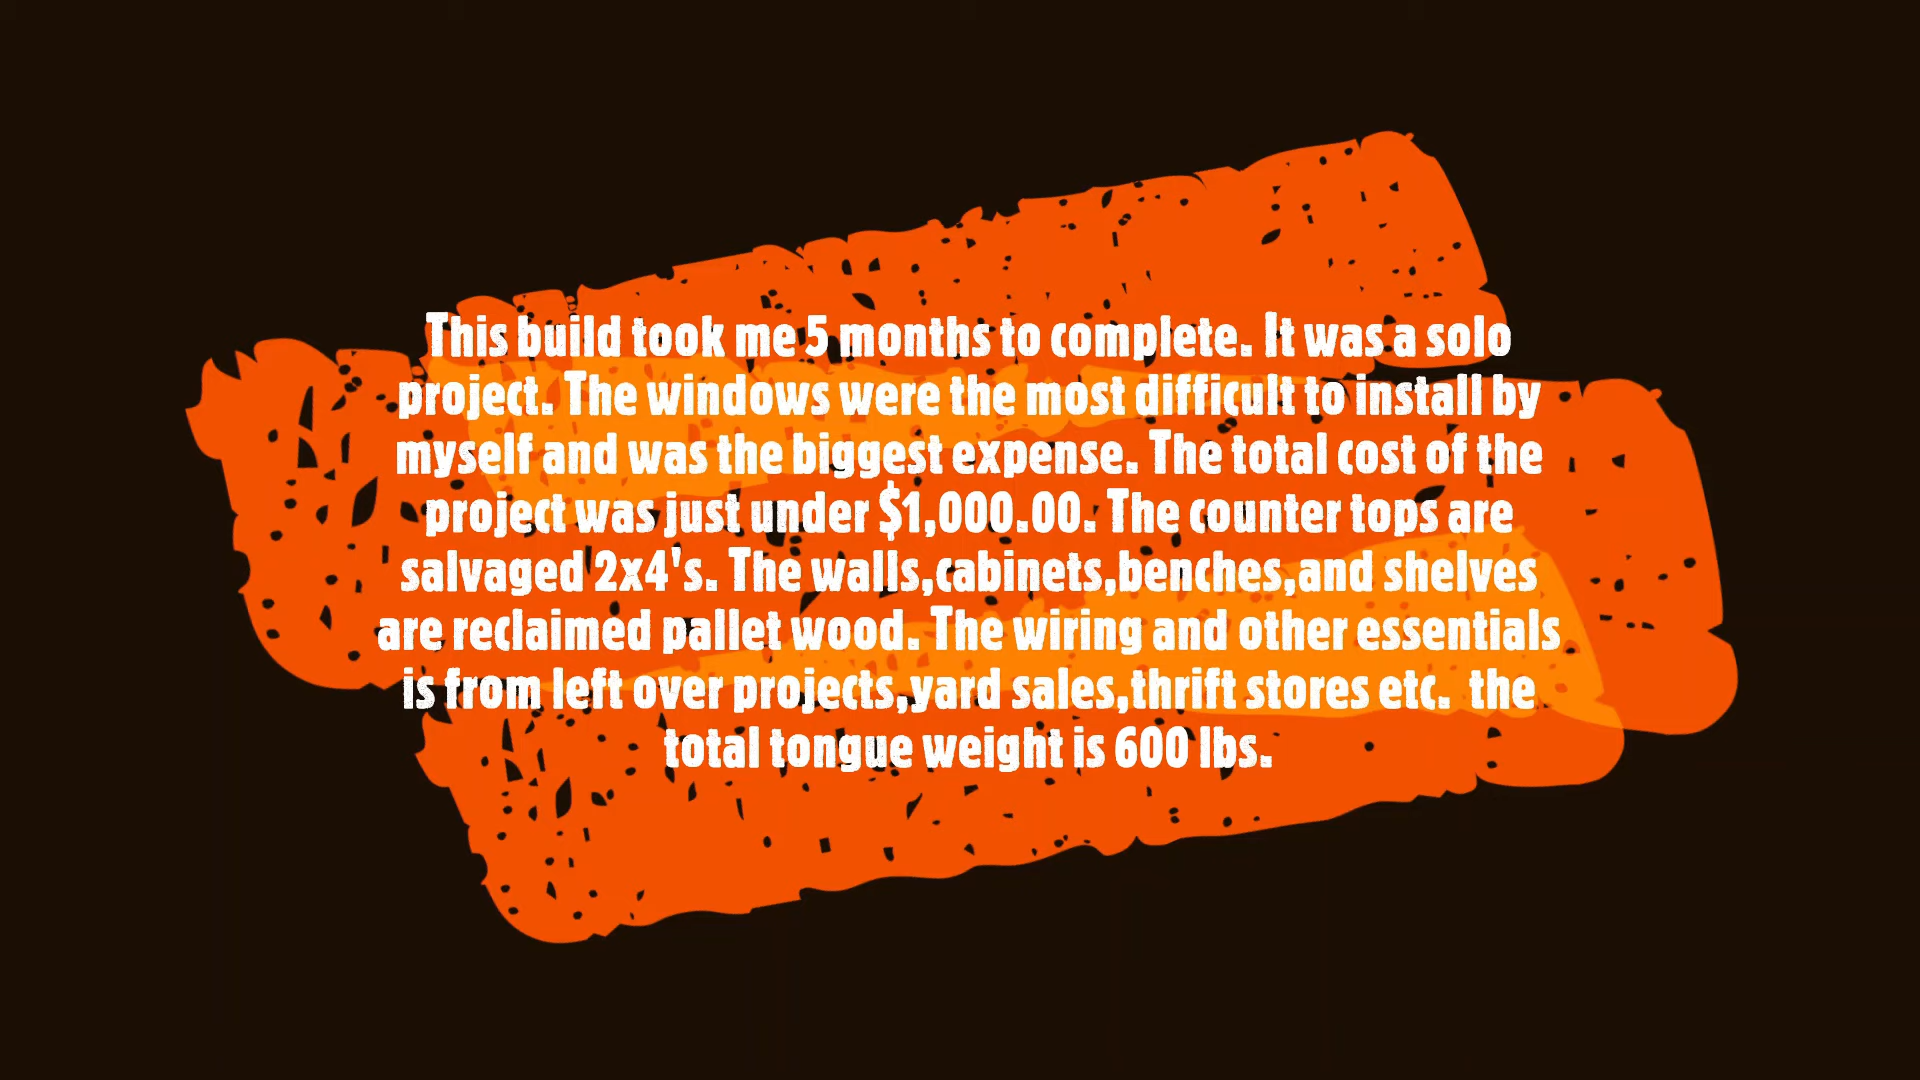 This build took me 5 months to complete. It was a solo
project. The windows were the most difficult to install by
myself and was the biggest expense. The total cost of the
project was just under $1,000.00. The counter tops are
salvaged 2x4's. The walls,cabinets,benches,and shelves
are reclaimed pallet wood. The wiring and other essentials
is from left over projects,yard sales,thrift stores etc.  the
total tongue weight is 600 lbs.